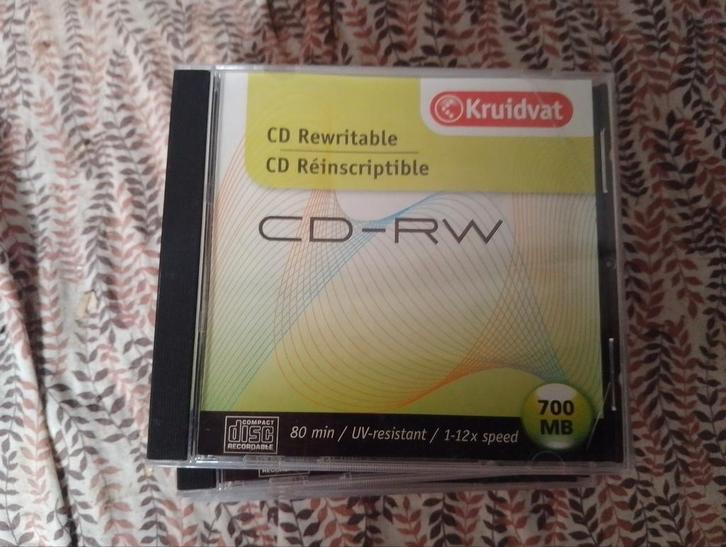 Kruidvat
CD Rewritable
CD Réinscriptible
CD-RW
700
MB
COMPACT
disc
RECORDABLE
80 min / UV-resistant / 1-12x speed